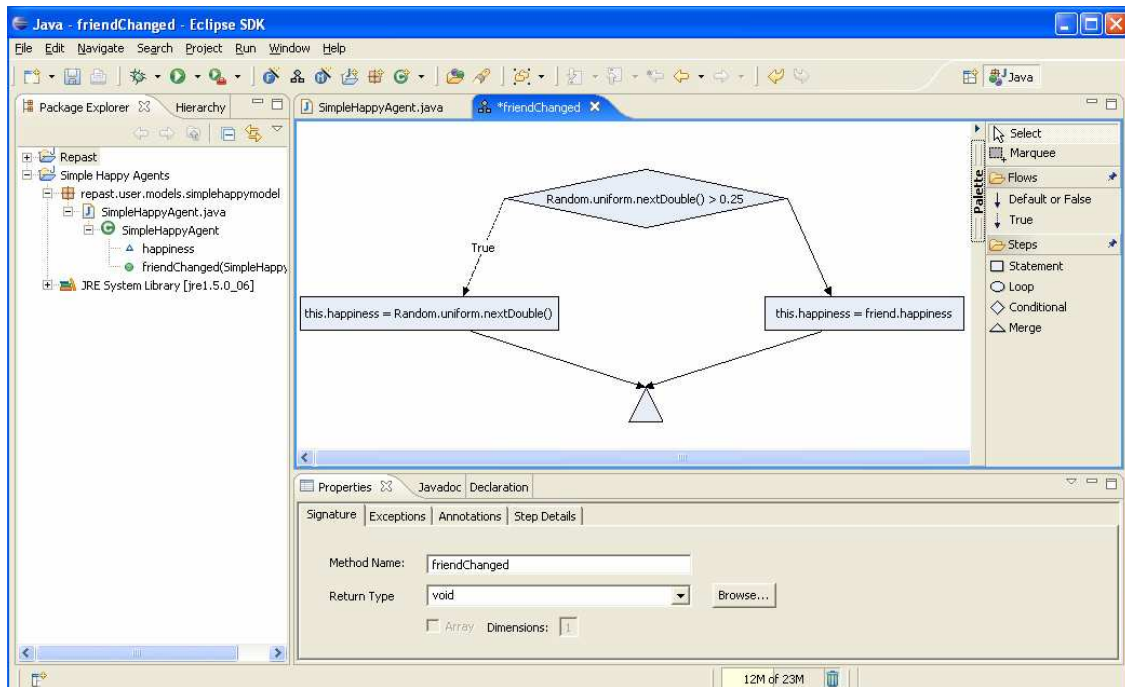 Java - friendChanged - Eclipse SDK
File Edit Navigate Search Project Run Window Help
Java
Package Explorer Hierarchy
Repast
Simple Happy Agents
repast.user.models.simplehappymodel
SimpleHappyAgent.java
SimpleHappyAgent
happiness
friendChanged(SimpleHappy
JRE System Library [jre1.5.0_06]
SimpleHappyAgent.java *friendChanged
Random.uniform.nextDouble() > 0.25
True
this.happiness = Random.uniform.nextDouble()
this.happiness = friend.happiness
Palette
Select
Marquee
Flows
Default or False
True
Steps
Statement
Loop
Conditional
Merge
Properties Javadoc Declaration
Signature Exceptions Annotations Step Details
Method Name: friendChanged
Return Type void Browse...
Array Dimensions: 1
12M of 23M